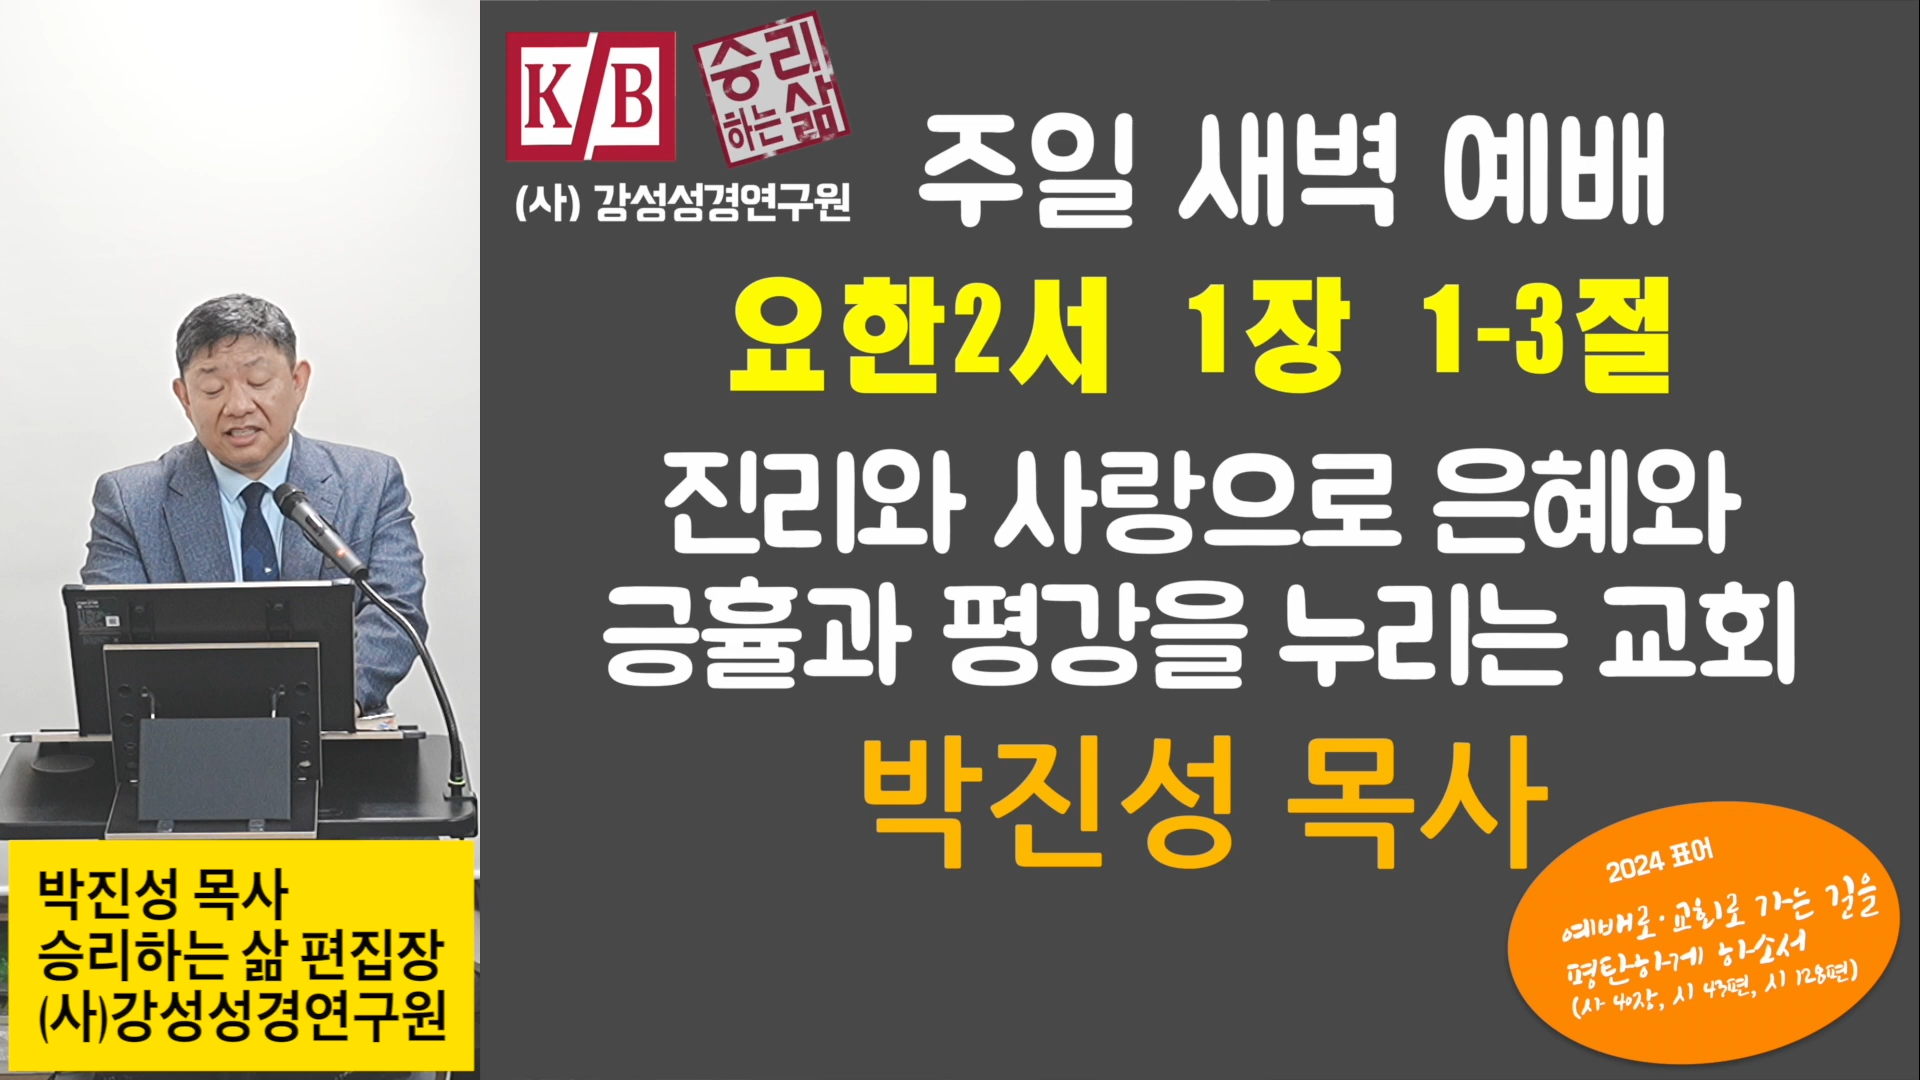 K/B
승리
하는 삶
(사) 강성성경연구원
주일 새벽 예배
요한2서 1장 1-3절
진리와 사랑으로 은혜와
긍휼과 평강을 누리는 교회
박진성 목사
2024 표어
예배로·교회로 가는 길을
평탄하게 하소서
(사 40장, 시 43편, 시 128편)
박진성 목사
승리하는 삶 편집장
(사)강성성경연구원